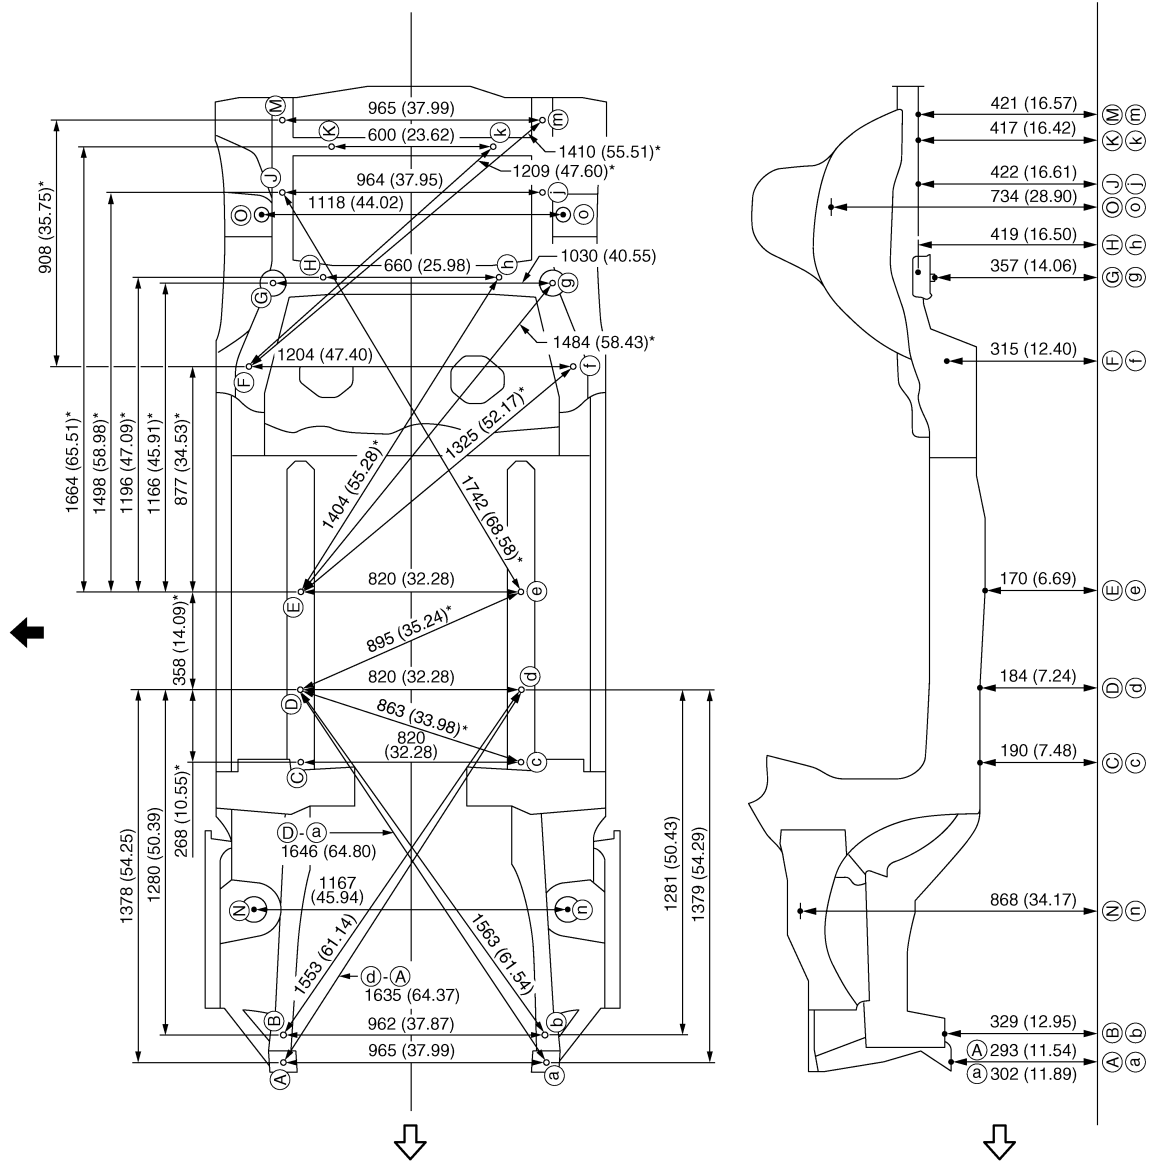 M
965 (37.99)
m
K
600 (23.62)
k
1410 (55.51)*
1209 (47.60)*
J
964 (37.95)
j
1118 (44.02)
O
o
908 (35.75)*
H
660 (25.98)
h
1030 (40.55)
G
g
1484 (58.43)*
1204 (47.40)
F
f
1664 (65.51)*
1498 (58.98)*
1196 (47.09)*
1166 (45.91)*
877 (34.53)*
1404 (55.28)*
1325 (52.17)*
1742 (68.58)*
820 (32.28)
E
e
358 (14.09)*
895 (35.24)*
820 (32.28)
D
d
863 (33.98)*
820
(32.28)
C
c
268 (10.55)*
1378 (54.25)
1280 (50.39)
D-a
1646 (64.80)
1167
(45.94)
N
n
1281 (50.43)
1379 (54.29)
1553 (61.14)
1563 (61.54)
d-A
1635 (64.37)
B
962 (37.87)
b
965 (37.99)
A
a
421 (16.57) M m
417 (16.42) K k
422 (16.61) J j
734 (28.90) O o
419 (16.50) H h
357 (14.06) G g
315 (12.40) F f
170 (6.69) E e
184 (7.24) D d
190 (7.48) C c
868 (34.17) N n
329 (12.95) B b
A 293 (11.54) A a
a 302 (11.89)